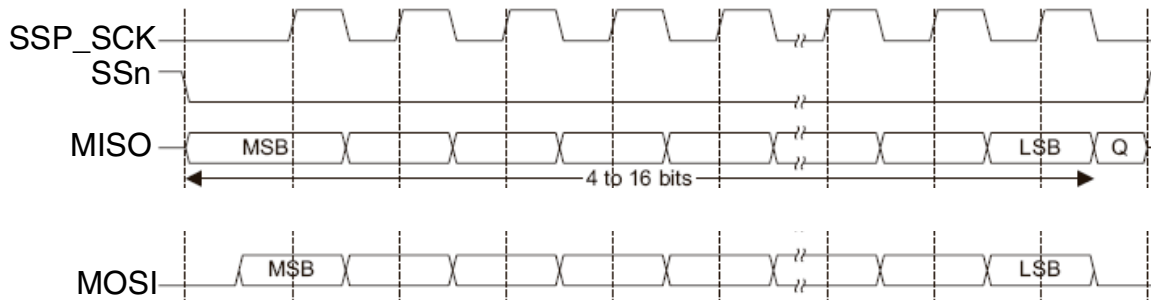 SSP_SCK
SSn
MISO MSB LSB Q
4 to 16 bits
MOSI MSB LSB